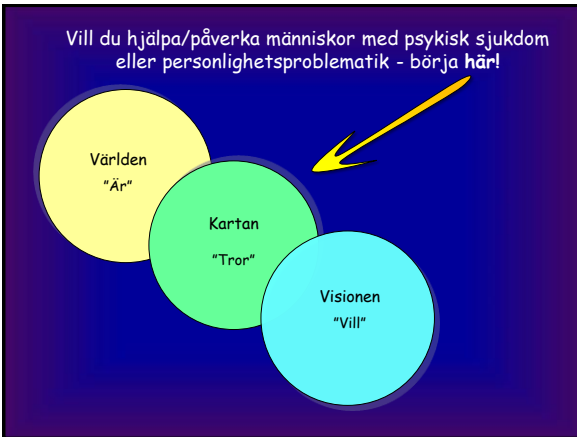 Vill du hjälpa/påverka människor med psykisk sjukdom
eller personlighetsproblematik - börja här!
Världen
”Är”
Kartan
”Tror”
Visionen
”Vill”